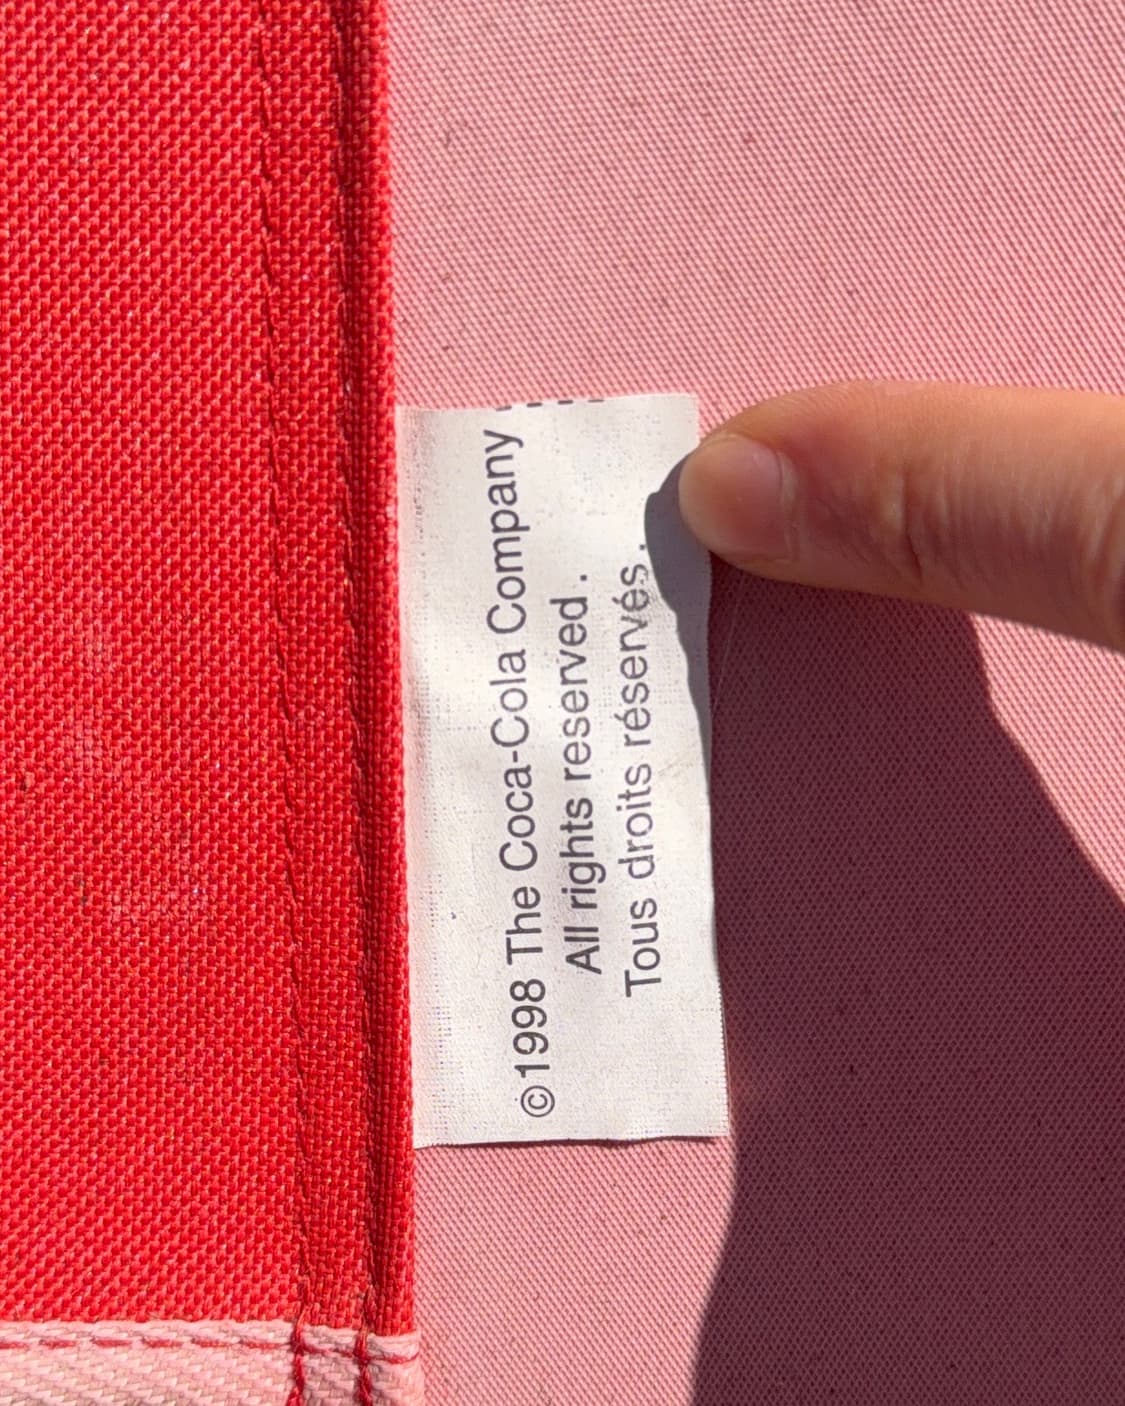 ©1998 The Coca-Cola Company
All rights reserved.
Tous droits réservés.